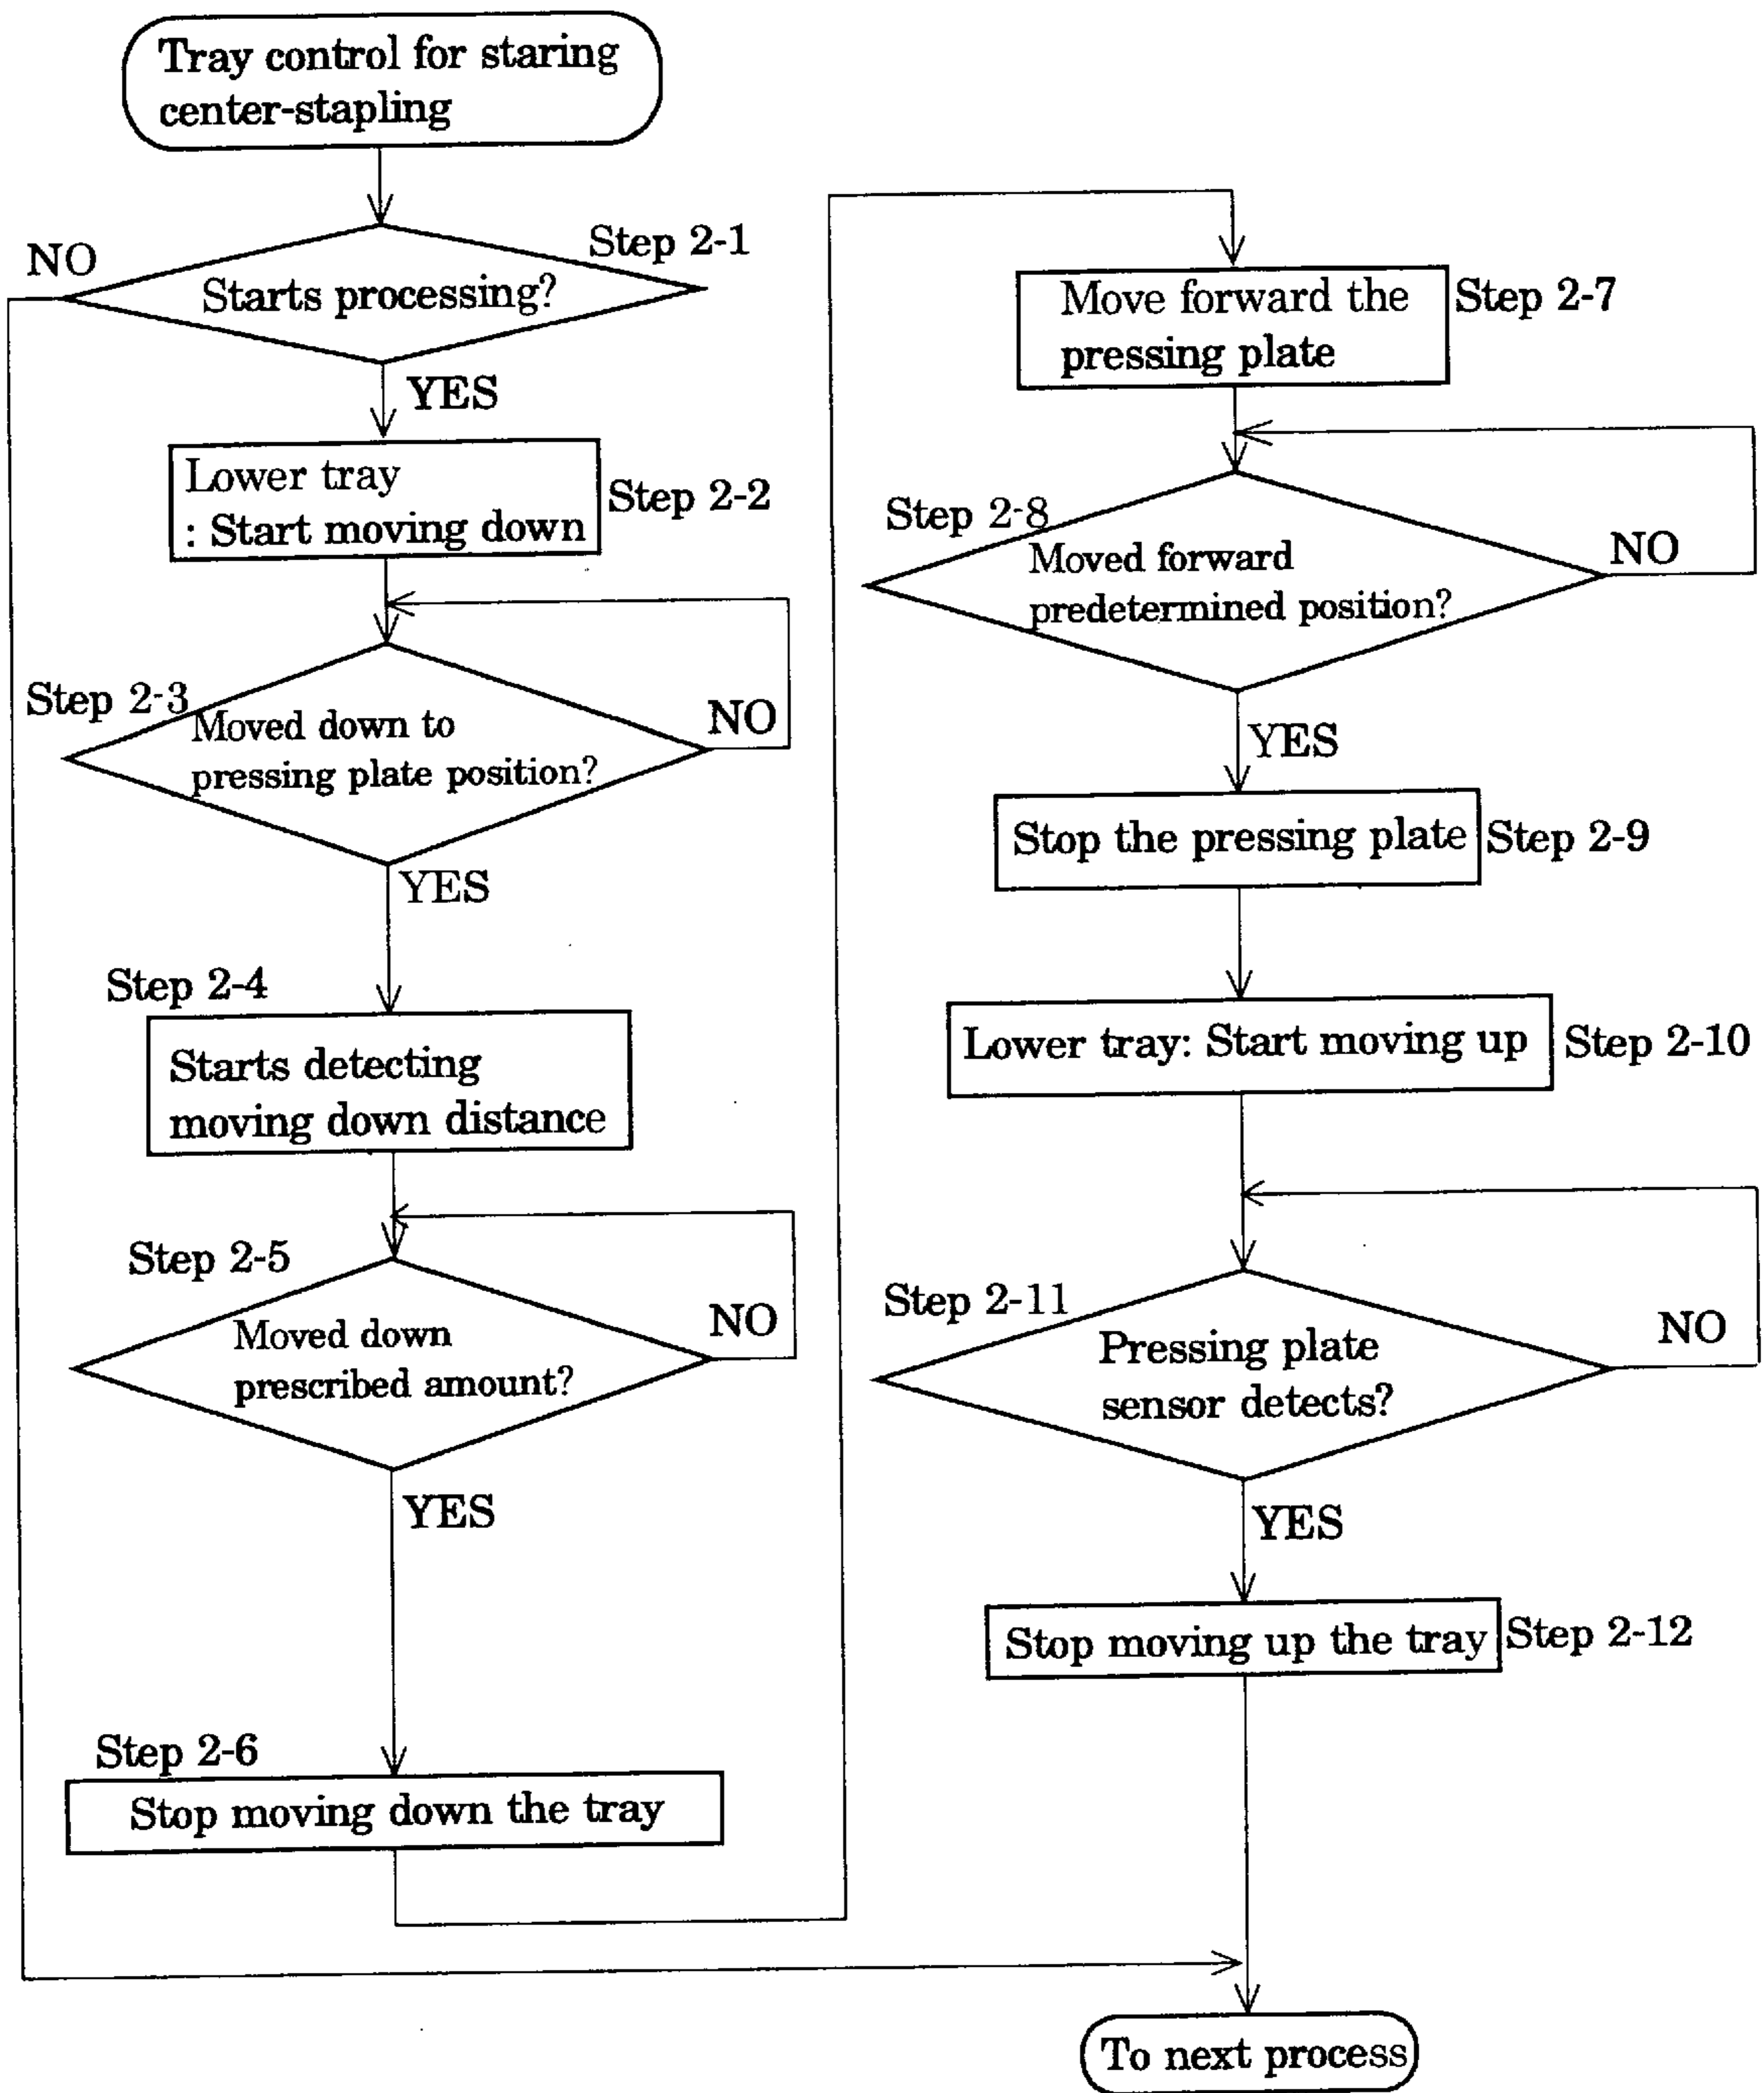 Tray control for staring
center-stapling
NO
Step 2-1
Starts processing?
YES
Lower tray
: Start moving down
Step 2-2
Step 2-3
Moved down to
pressing plate position?
NO
YES
Step 2-4
Starts detecting
moving down distance
Step 2-5
Moved down
prescribed amount?
NO
YES
Step 2-6
Stop moving down the tray
Move forward the
pressing plate
Step 2-7
Step 2-8
Moved forward
predetermined position?
NO
YES
Stop the pressing plate
Step 2-9
Lower tray: Start moving up
Step 2-10
Step 2-11
Pressing plate
sensor detects?
NO
YES
Stop moving up the tray
Step 2-12
To next process